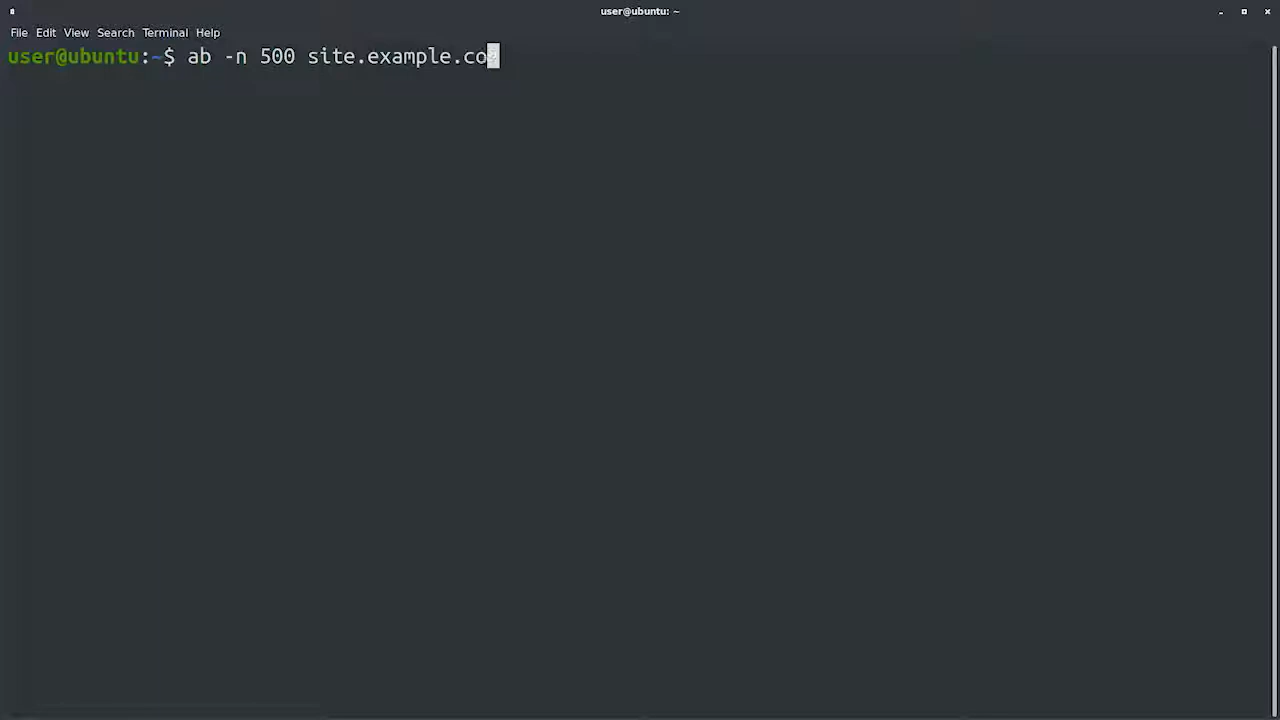 user@ubuntu: ~
File Edit View Search Terminal Help
user@ubuntu:~$ ab -n 500 site.example.co